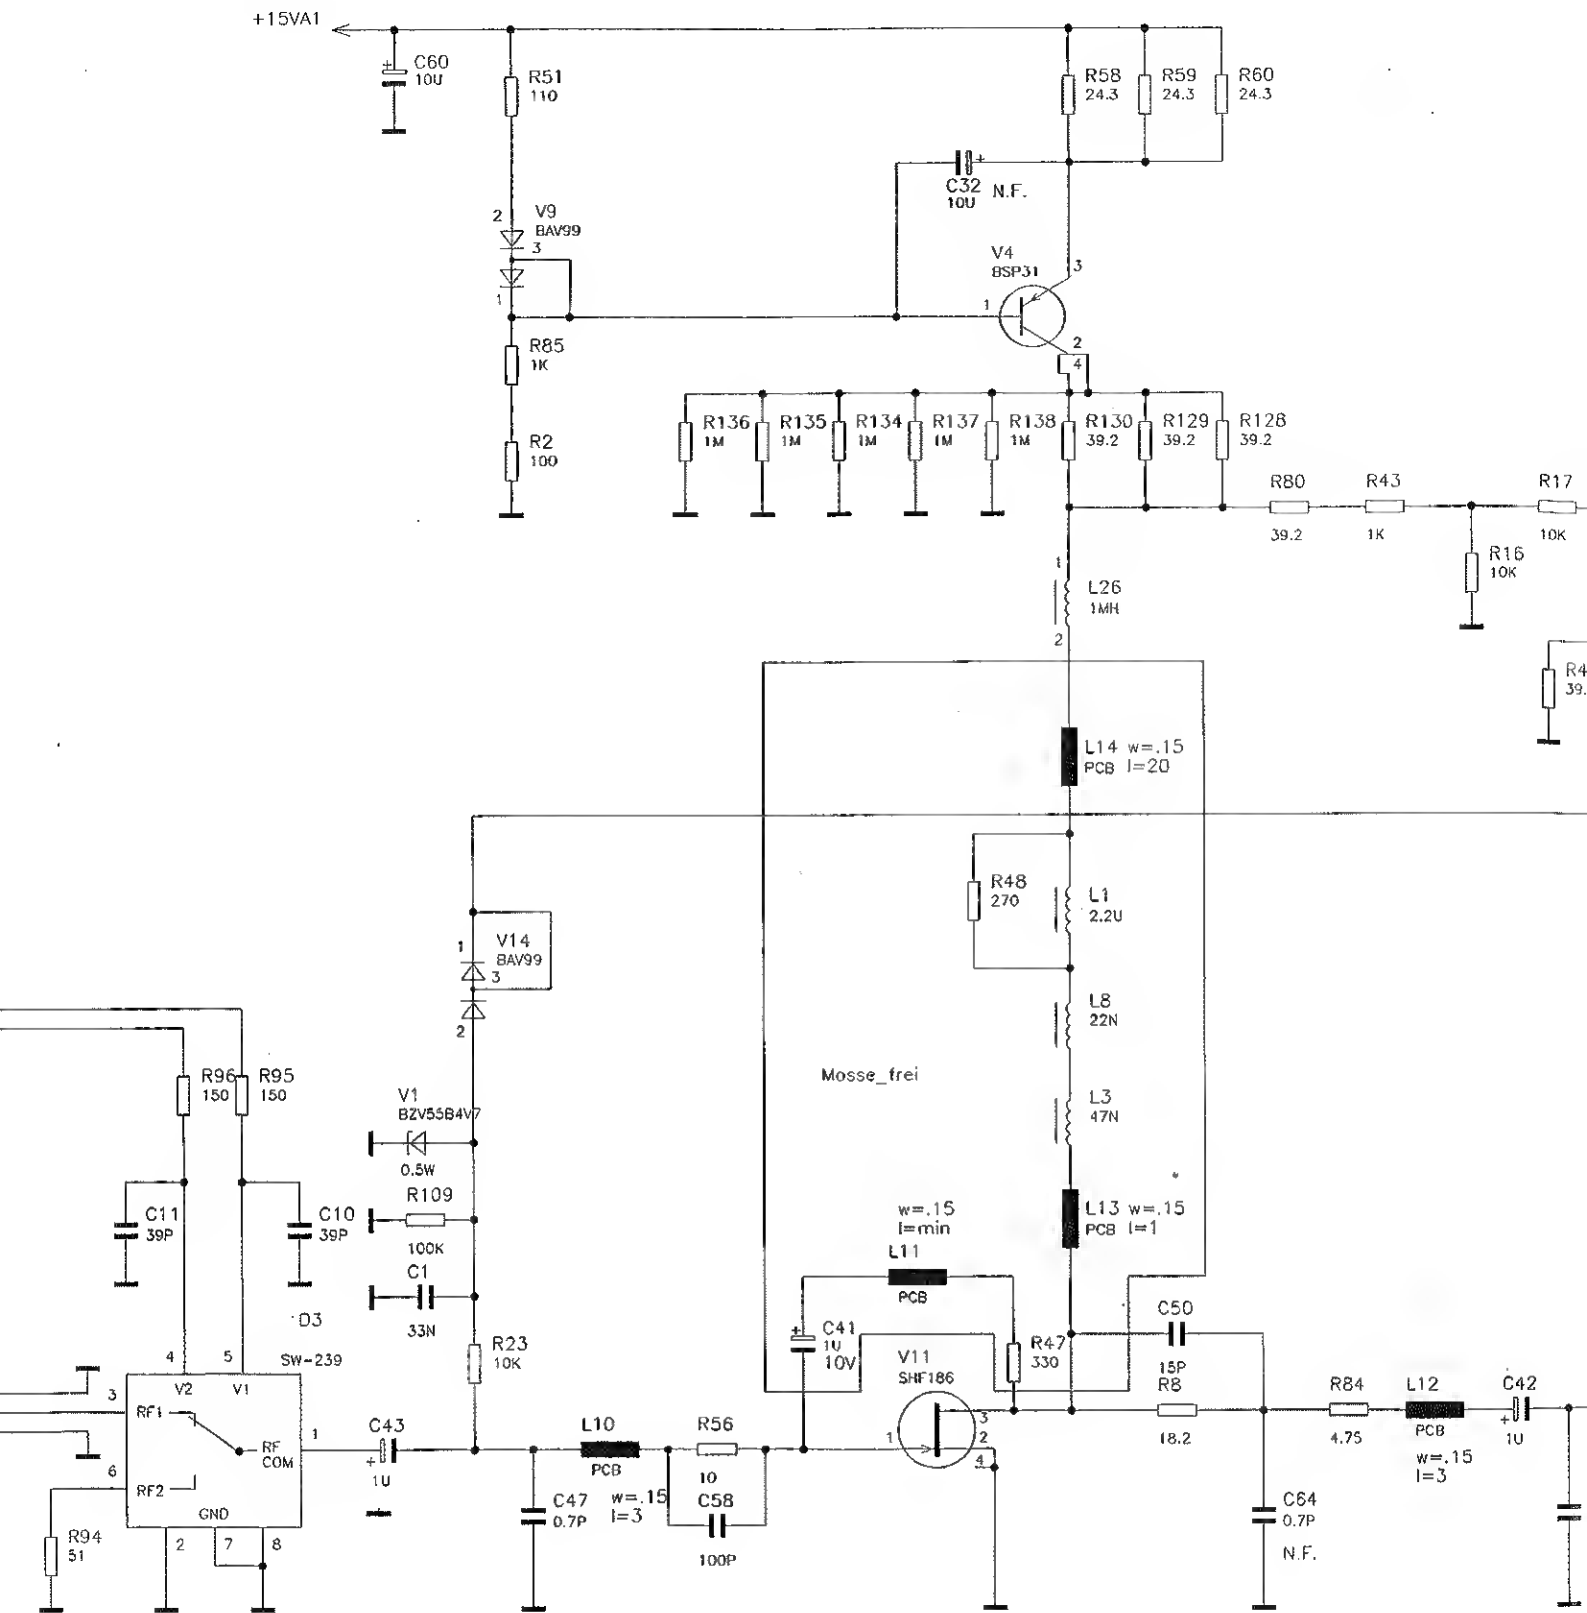 +15VA1
C60
10U
R51
110
R58
24.3
R59
24.3
R60
24.3
C32
10U
N.F.
V9
BAV99
2
3
1
V4
BSP31
3
1
2
4
R85
1K
R2
100
R136
1M
R135
1M
R134
1M
R137
1M
R138
1M
R130
39.2
R129
39.2
R128
39.2
R80
39.2
R43
1K
R17
10K
R16
10K
1
L26
1MH
2
R4
39.
L14 w=.15
PCB l=20
R48
270
L1
2.2U
1
V14
BAV99
3
2
L8
22N
Mosse_frei
R96
150
R95
150
V1
BZV55B4V7
0.5W
L3
47N
R109
100K
C11
39P
C10
39P
w=.15
l=min
L11
PCB
L13 w=.15
PCB l=1
C1
33N
D3
SW-239
R23
10K
+
C41
1U
10V
V11
SHF186
R47
330
C50
15P
R8
18.2
R84
4.75
L12
PCB
w=.15
l=3
C42
+
1U
4
5
V2
V1
3
RF1
RF
COM
1
6
RF2
GND
2
7
8
R94
51
C43
+
1U
L10
PCB
w=.15
l=3
C47
0.7P
R56
10
C58
100P
1
3
2
4
C64
0.7P
N.F.